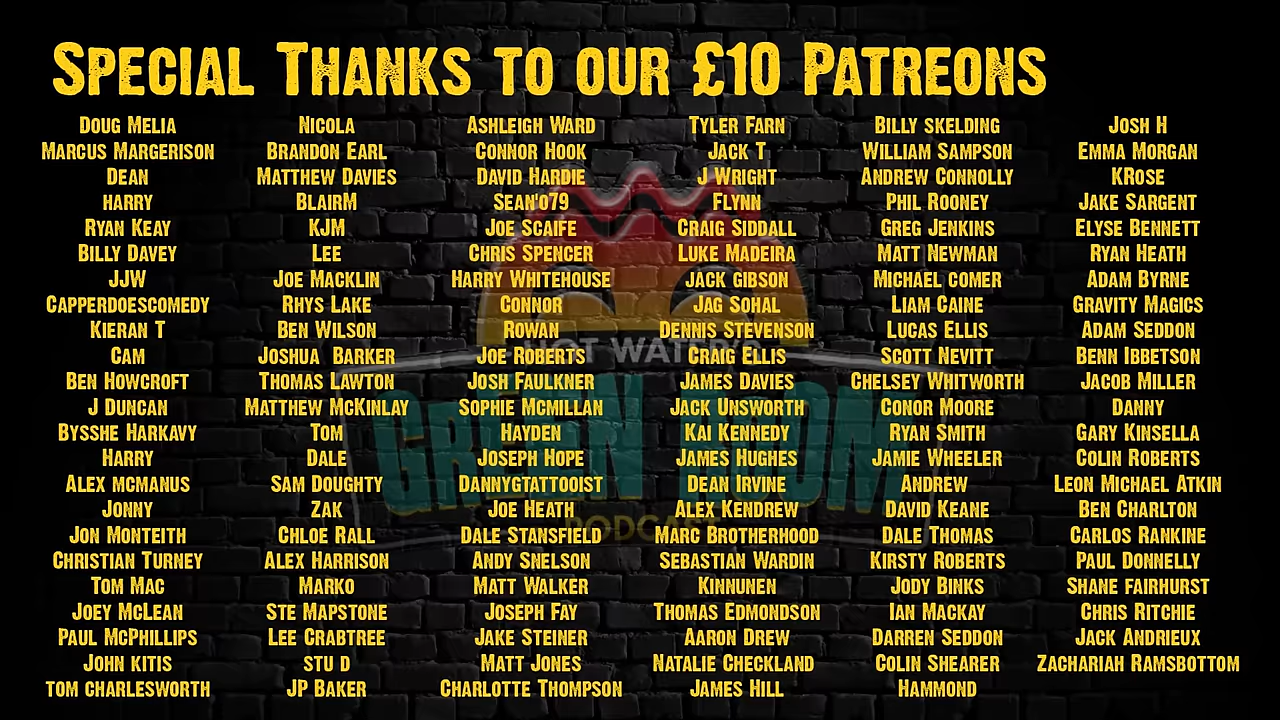 Special Thanks to our £10 Patreons
Doug Melia
Marcus Margerison
Dean
harry
Ryan Keay
Billy Davey
JJW
Capperdoescomedy
Kieran T
Cam
Ben Howcroft
J Duncan
Bysshe Harkavy
Harry
Alex mcmanus
Jonny
Jon Monteith
Christian Turney
Tom Mac
Joey McLean
Paul McPhillips
John kitis
tom charlesworth
Nicola
Brandon Earl
Matthew Davies
BlairM
KJM
Lee
Joe Macklin
Rhys Lake
Ben Wilson
Joshua Barker
Thomas Lawton
Matthew McKinlay
Tom
Dale
Sam Doughty
Zak
Chloe Rall
Alex Harrison
Marko
Ste Mapstone
Lee Crabtree
stu d
JP Baker
Ashleigh Ward
Connor Hook
David Hardie
Sean'o79
Joe Scaife
Chris Spencer
Harry Whitehouse
Connor
Rowan
Joe Roberts
Josh Faulkner
Sophie Mcmillan
Hayden
Joseph Hope
Dannygtattooist
Joe Heath
Dale Stansfield
Andy Snelson
Matt Walker
Joseph Fay
Jake Steiner
Matt Jones
Charlotte Thompson
Tyler Farn
Jack T
J Wright
Flynn
Craig Siddall
Luke Madeira
Jack gibson
Jag Sohal
Dennis Stevenson
Craig Ellis
James Davies
Jack Unsworth
Kai Kennedy
James Hughes
Dean Irvine
Alex Kendrew
Marc Brotherhood
Sebastian Wardin
Kinnunen
Thomas Edmondson
Aaron Drew
Natalie Checkland
James Hill
Billy skelding
William Sampson
Andrew Connolly
Phil Rooney
Greg Jenkins
Matt Newman
Michael comer
Liam Caine
Lucas Ellis
Scott Nevitt
Chelsey Whitworth
Conor Moore
Ryan Smith
Jamie Wheeler
Andrew
David Keane
Dale Thomas
Kirsty Roberts
Jody Binks
Ian Mackay
Darren Seddon
Colin Shearer
Hammond
Josh H
Emma Morgan
KRose
Jake Sargent
Elyse Bennett
Ryan Heath
Adam Byrne
Gravity Magics
Adam Seddon
Benn Ibbetson
Jacob Miller
Danny
Gary Kinsella
Colin Roberts
Leon Michael Atkin
Ben Charlton
Carlos Rankine
Paul Donnelly
Shane fairhurst
Chris Ritchie
Jack Andrieux
Zachariah Ramsbottom
Hot Water's
Green Room
Podcast